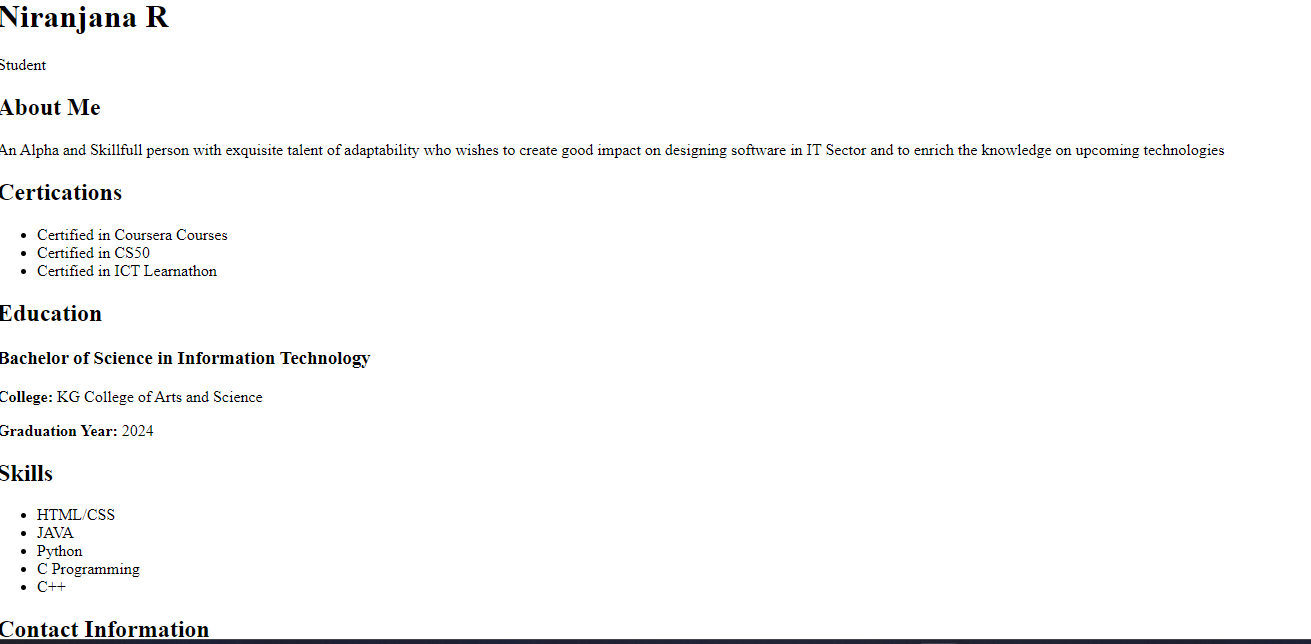 Niranjana R
Student
About Me
An Alpha and Skillfull person with exquisite talent of adaptability who wishes to create good impact on designing software in IT Sector and to enrich the knowledge on upcoming technologies
Certications
Certified in Coursera Courses
Certified in CS50
Certified in ICT Learnathon
Education
Bachelor of Science in Information Technology
College: KG College of Arts and Science
Graduation Year: 2024
Skills
HTML/CSS
JAVA
Python
C Programming
C++
Contact Information